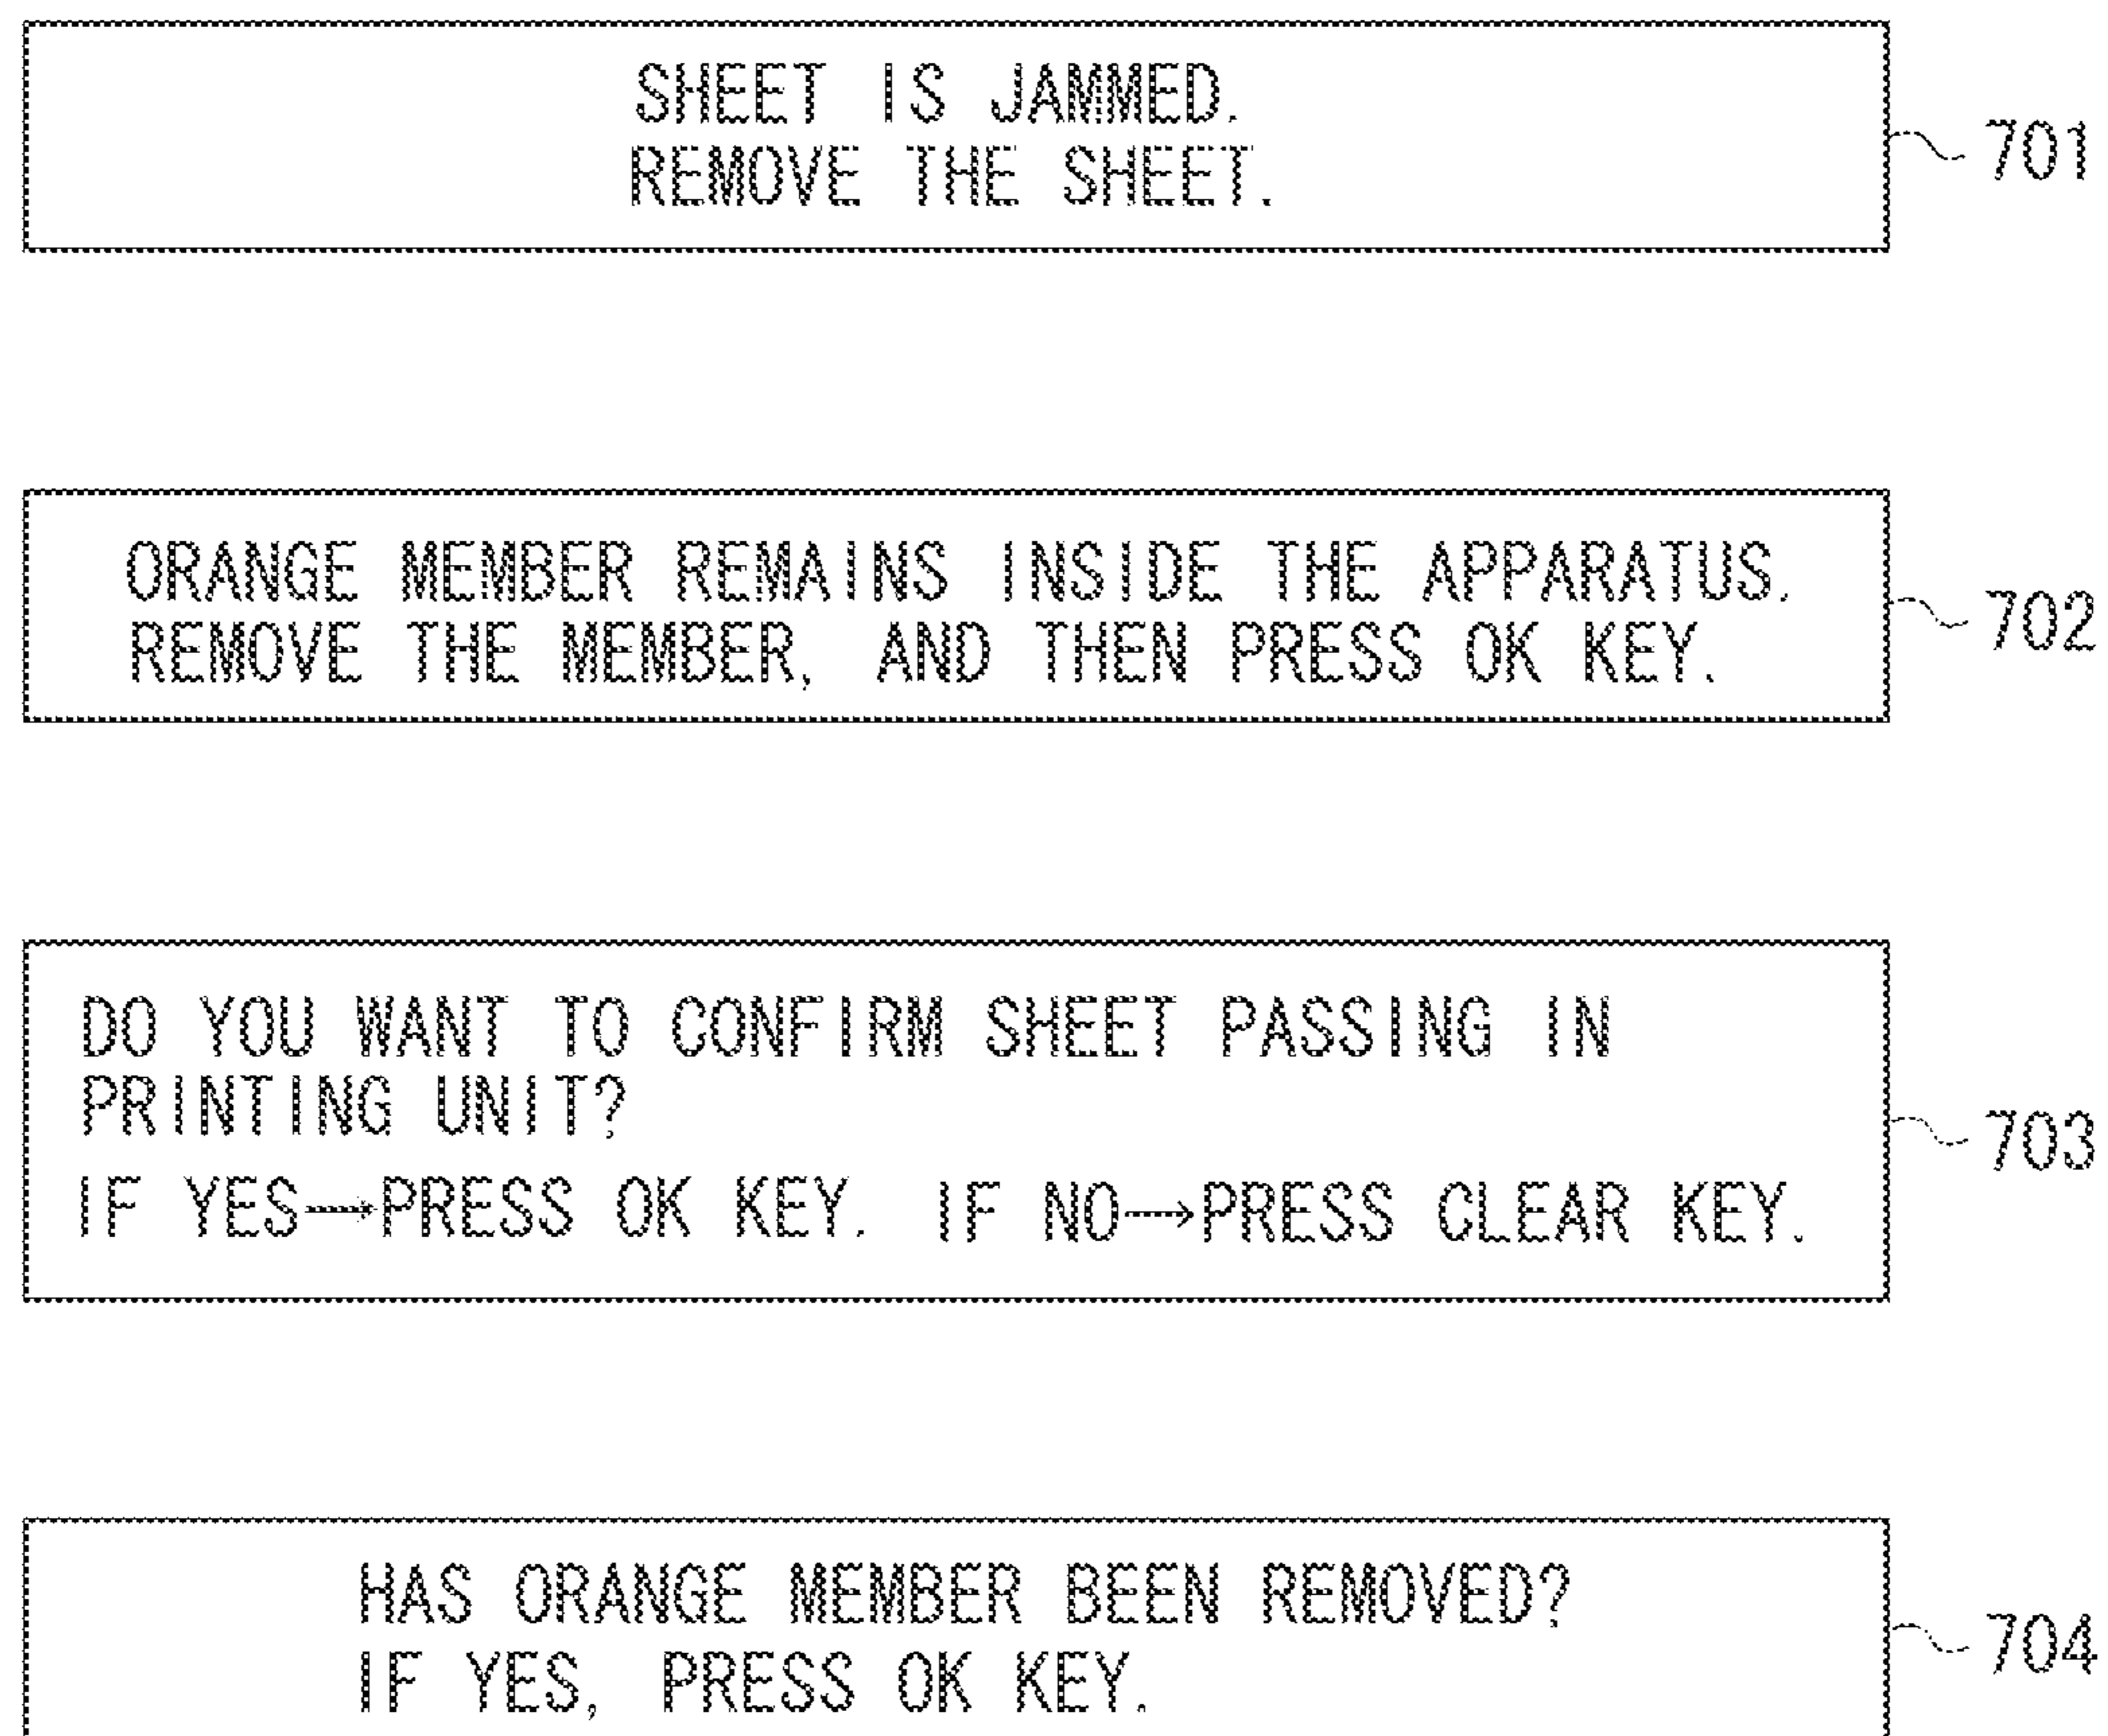 SHEET IS JAMMED.
REMOVE THE SHEET.
701
ORANGE MEMBER REMAINS INSIDE THE APPARATUS.
REMOVE THE MEMBER, AND THEN PRESS OK KEY.
702
DO YOU WANT TO CONFIRM SHEET PASSING IN
PRINTING UNIT?
IF YES→PRESS OK KEY. IF NO→PRESS CLEAR KEY.
703
HAS ORANGE MEMBER BEEN REMOVED?
IF YES, PRESS OK KEY.
704